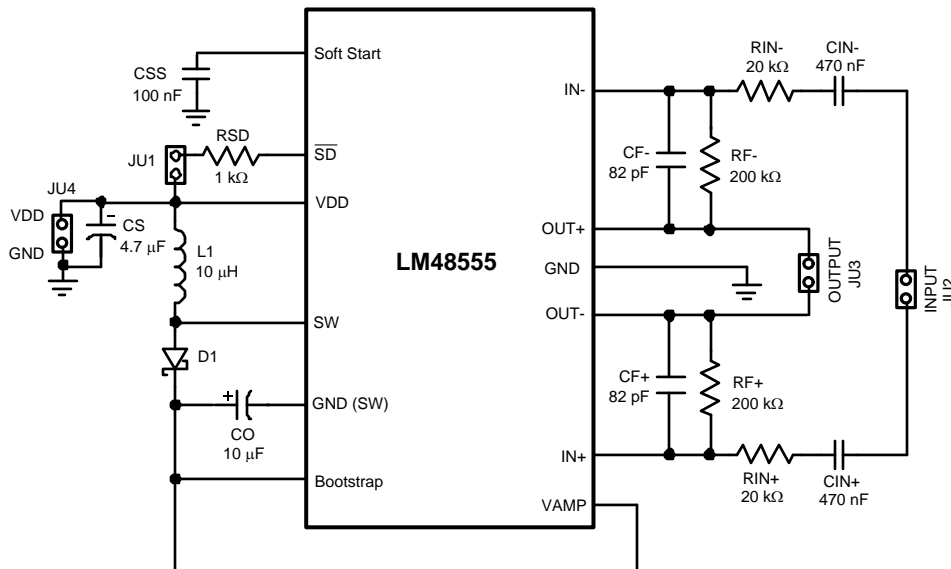 Soft Start
CSS
100 nF
RSD
1 kΩ
SD
JU1
JU4
VDD
GND
CS
4.7 μF
-
VDD
L1
10 μH
SW
D1
+
CO
10 μF
GND (SW)
Bootstrap
LM48555
IN-
RIN-
20 kΩ
CIN-
470 nF
CF-
82 pF
RF-
200 kΩ
OUT+
GND
OUT-
OUTPUT
JU3
INPUT
JU2
CF+
82 pF
RF+
200 kΩ
IN+
RIN+
20 kΩ
CIN+
470 nF
VAMP